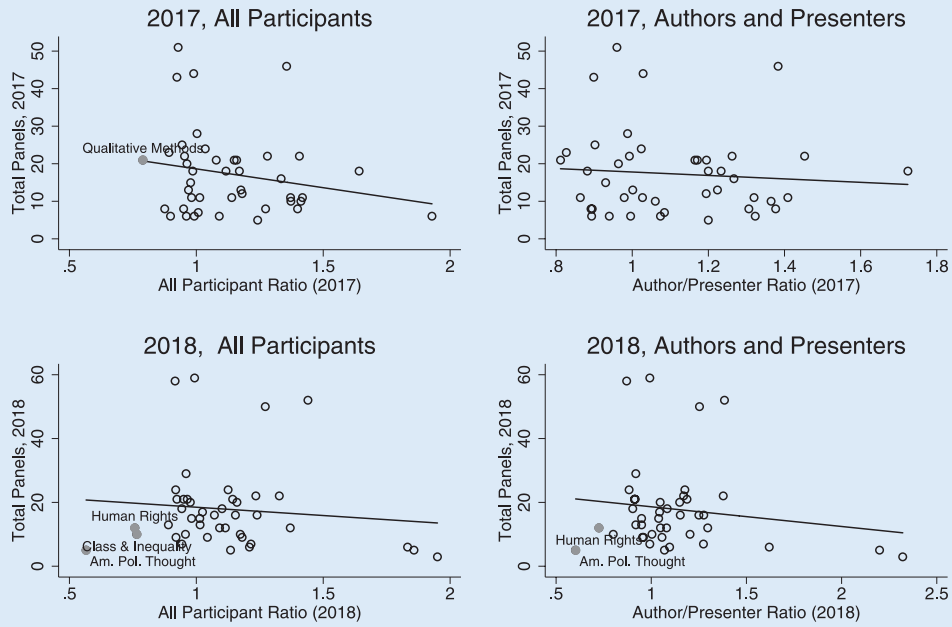 2017, All Participants
Total Panels, 2017
50
40
30
20
10
0
Qualitative Methods
.5
1
1.5
2
All Participant Ratio (2017)
2017, Authors and Presenters
Total Panels, 2017
50
40
30
20
10
0
.8
1
1.2
1.4
1.6
1.8
Author/Presenter Ratio (2017)
2018, All Participants
Total Panels, 2018
60
40
20
0
Human Rights
Class & Inequality
Am. Pol. Thought
.5
1
1.5
2
All Participant Ratio (2018)
2018, Authors and Presenters
Total Panels, 2018
60
40
20
0
Human Rights
Am. Pol. Thought
.5
1
1.5
2
2.5
Author/Presenter Ratio (2018)